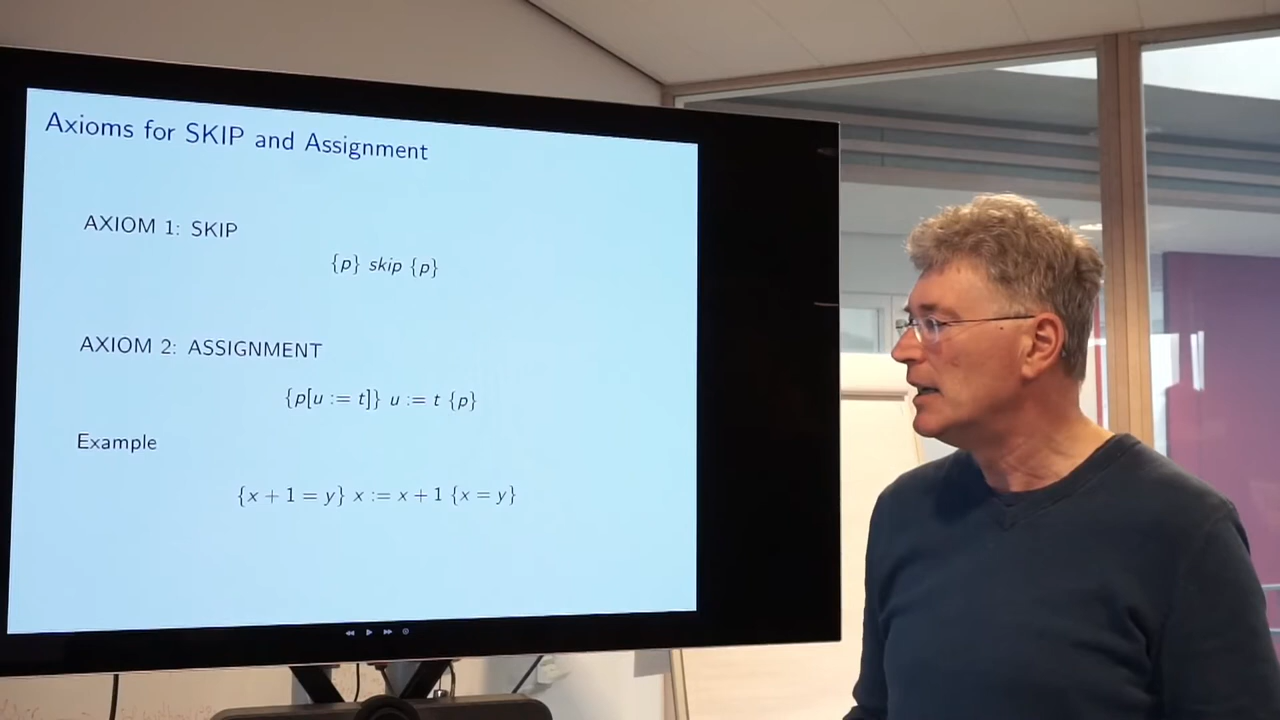 Axioms for SKIP and Assignment
AXIOM 1: SKIP
{p} skip {p}
AXIOM 2: ASSIGNMENT
{p[u := t]} u := t {p}
Example
{x + 1 = y} x := x + 1 {x = y}